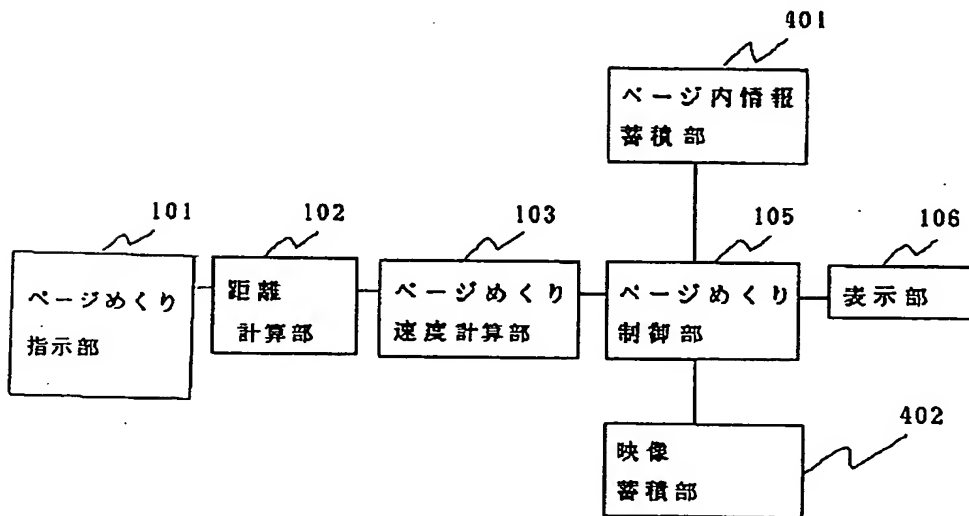 401
ページ内情報
蓄積部
101
102
103
105
106
ページめくり
指示部
距離
計算部
ページめくり
速度計算部
ページめくり
制御部
表示部
402
映像
蓄積部